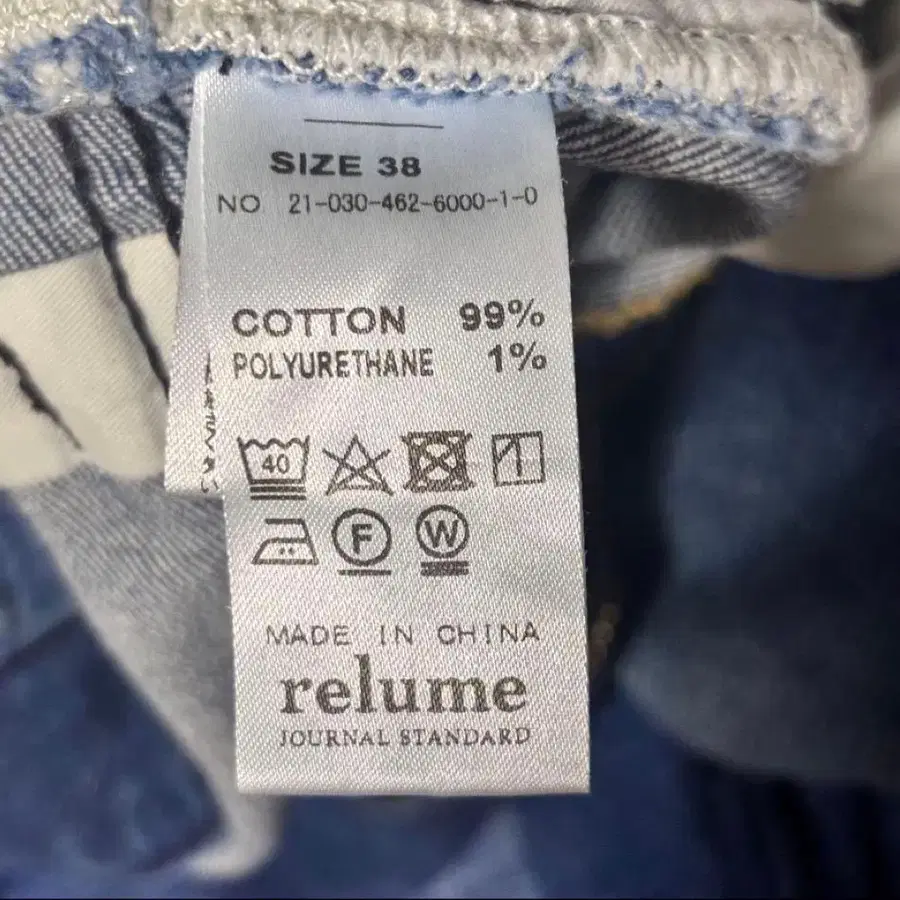 SIZE 38
NO 21-030-462-6000-1-0
COTTON 99%
POLYURETHANE 1%
40
F W
MADE IN CHINA
relume
JOURNAL STANDARD